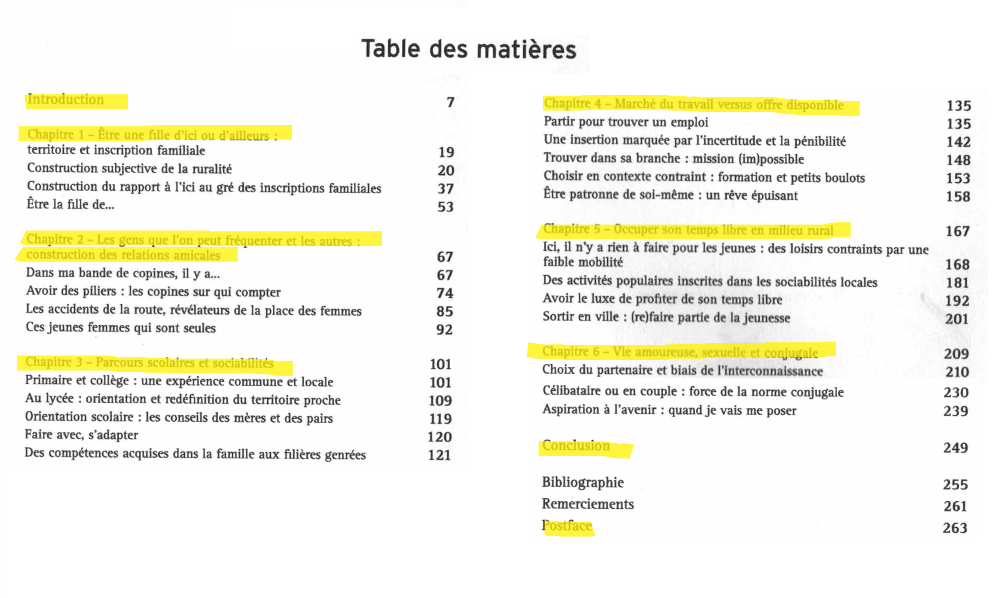 Table des matières
Introduction 7
Chapitre 1 – Être une fille d'ici ou d'ailleurs :
territoire et inscription familiale 19
Construction subjective de la ruralité 20
Construction du rapport à l'ici au gré des inscriptions familiales 37
Être la fille de... 53
Chapitre 2 – Les gens que l'on peut fréquenter et les autres :
construction des relations amicales 67
Dans ma bande de copines, il y a... 67
Avoir des piliers : les copines sur qui compter 74
Les accidents de la route, révélateurs de la place des femmes 85
Ces jeunes femmes qui sont seules 92
Chapitre 3 – Parcours scolaires et sociabilités 101
Primaire et collège : une expérience commune et locale 101
Au lycée : orientation et redéfinition du territoire proche 109
Orientation scolaire : les conseils des mères et des pairs 119
Faire avec, s'adapter 120
Des compétences acquises dans la famille aux filières genrées 121
Chapitre 4 – Marché du travail versus offre disponible 135
Partir pour trouver un emploi 135
Une insertion marquée par l'incertitude et la pénibilité 142
Trouver dans sa branche : mission (im)possible 148
Choisir en contexte contraint : formation et petits boulots 153
Être patronne de soi-même : un rêve épuisant 158
Chapitre 5 – Occuper son temps libre en milieu rural 167
Ici, il n'y a rien à faire pour les jeunes : des loisirs contraints par une
faible mobilité 168
Des activités populaires inscrites dans les sociabilités locales 181
Avoir le luxe de profiter de son temps libre 192
Sortir en ville : (re)faire partie de la jeunesse 201
Chapitre 6 – Vie amoureuse, sexuelle et conjugale 209
Choix du partenaire et biais de l'interconnaissance 210
Célibataire ou en couple : force de la norme conjugale 230
Aspiration à l'avenir : quand je vais me poser 239
Conclusion 249
Bibliographie 255
Remerciements 261
Postface 263